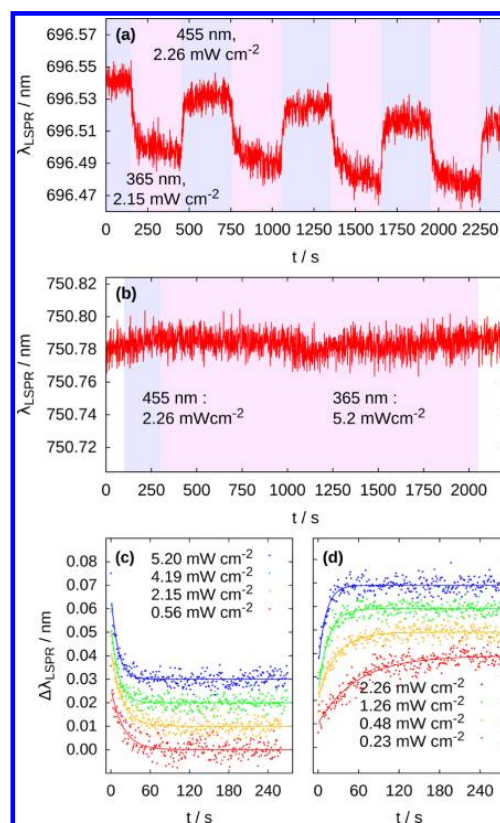 (a)
455 nm,
2.26 mW cm-2
365 nm,
2.15 mW cm-2
λLSPR / nm
696.57
696.55
696.53
696.51
696.49
696.47
0 250 500 750 1000 1250 1500 1750 2000 2250
t / s
(b)
λLSPR / nm
750.82
750.80
750.78
750.76
750.74
750.72
455 nm :
2.26 mWcm-2
365 nm :
5.2 mWcm-2
0 250 500 750 1000 1250 1500 1750 2000
t / s
(c)
5.20 mW cm-2
4.19 mW cm-2
2.15 mW cm-2
0.56 mW cm-2
ΔλLSPR / nm
0.08
0.07
0.06
0.05
0.04
0.03
0.02
0.01
0.00
0 60 120 180 240
t / s
(d)
2.26 mW cm-2
1.26 mW cm-2
0.48 mW cm-2
0.23 mW cm-2
0 60 120 180 240
t / s